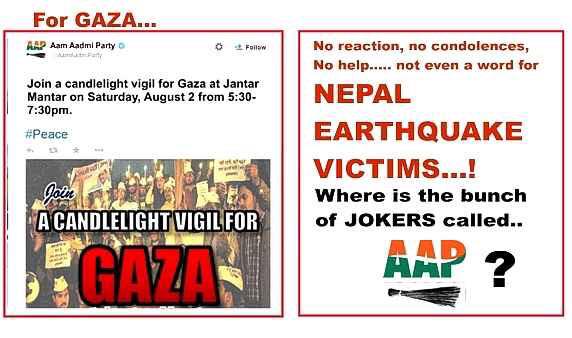 For GAZA...
AAP Aam Aadmi Party
AamAadmiParty
Follow
Join a candlelight vigil for Gaza at Jantar
Mantar on Saturday, August 2 from 5:30-
7:30pm.
#Peace
Join
A CANDLELIGHT VIGIL FOR
GAZA
No reaction, no condolences,
No help..... not even a word for
NEPAL
EARTHQUAKE
VICTIMS...!
Where is the bunch
of JOKERS called..
AAP ?